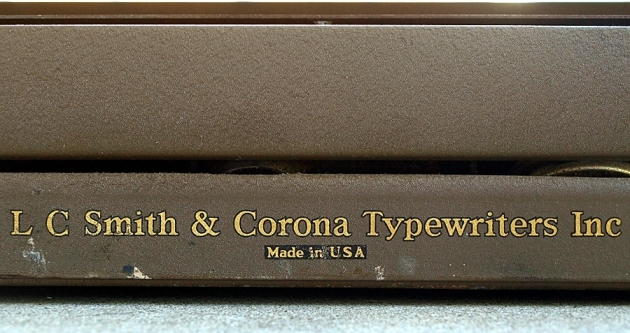 L C Smith & Corona Typewriters Inc
Made in USA